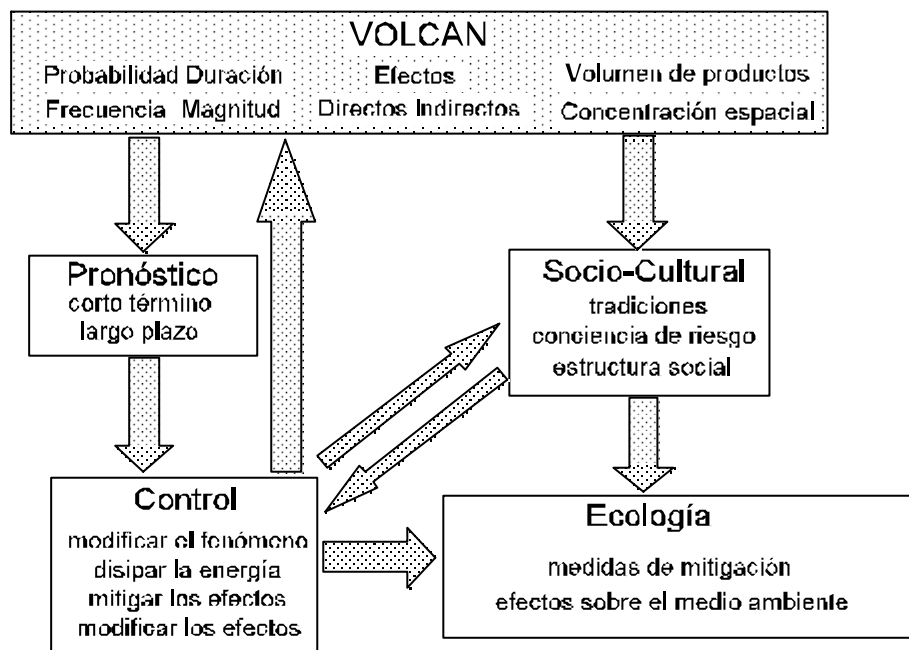 VOLCAN
Probabilidad Duración
Frecuencia Magnitud
Efectos
Directos Indirectos
Volumen de productos
Concentración espacial
Pronóstico
corto término
largo plazo
Socio-Cultural
tradiciones
conciencia de riesgo
estructura social
Control
modificar el fenómeno
disipar la energía
mitigar los efectos
modificar los efectos
Ecología
medidas de mitigación
efectos sobre el medio ambiente